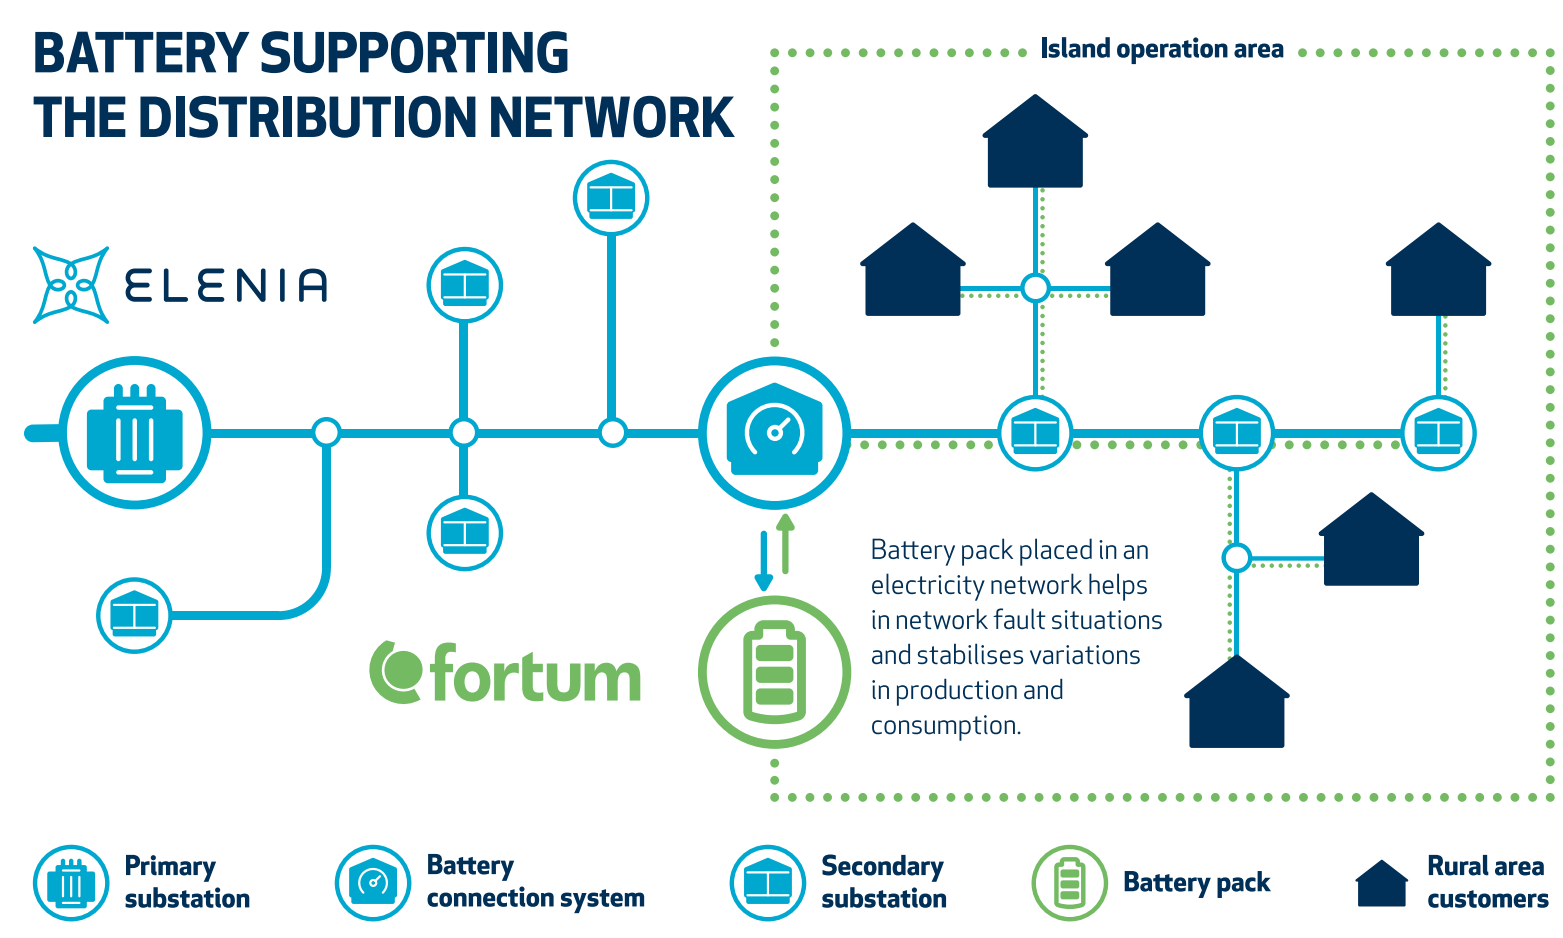 BATTERY SUPPORTING
THE DISTRIBUTION NETWORK
Island operation area
ELENIA
fortum
Battery pack placed in an
electricity network helps
in network fault situations
and stabilises variations
in production and
consumption.
Primary
substation
Battery
connection system
Secondary
substation
Battery pack
Rural area
customers